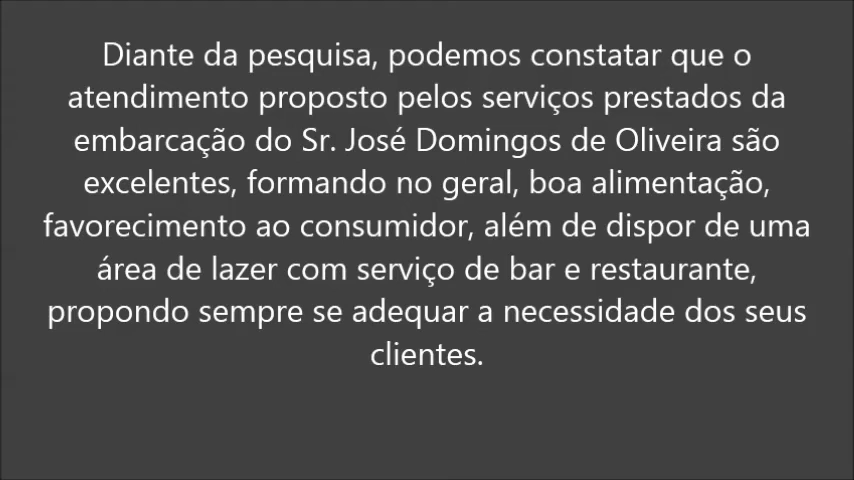 Diante da pesquisa, podemos constatar que o
atendimento proposto pelos serviços prestados da
embarcação do Sr. José Domingos de Oliveira são
excelentes, formando no geral, boa alimentação,
favorecimento ao consumidor, além de dispor de uma
área de lazer com serviço de bar e restaurante,
propondo sempre se adequar a necessidade dos seus
clientes.